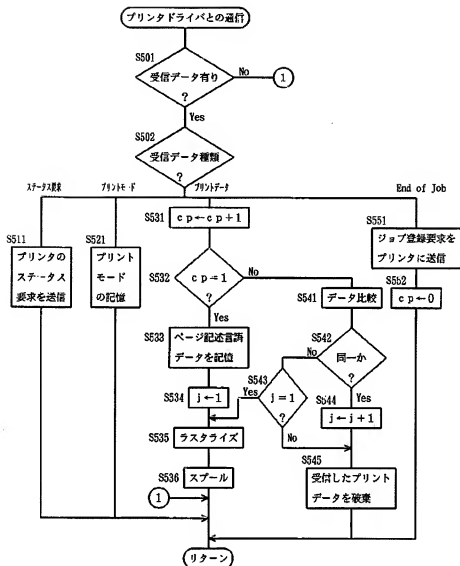 プリンタドライバとの通信
S501
受信データ有り
?
No
1
Yes
S502
受信データ種類
?
ステータス要求
プリントモード
プリントデータ
End of Job
S531
cp←cp+1
S551
ジョブ登録要求を
プリンタに送信
S511
プリンタの
ステータス
要求を送信
S521
プリント
モード
の記憶
S532
cp=1
?
No
S552
cp←0
S541
データ比較
Yes
S533
ページ記述言語
データを記憶
S542
同一か
?
No
S543
j=1
?
Yes
No
Yes
S534
j←1
S544
j←j+1
S535
ラスタライズ
S545
受信したプリント
データを破棄
S536
スプール
1
リターン